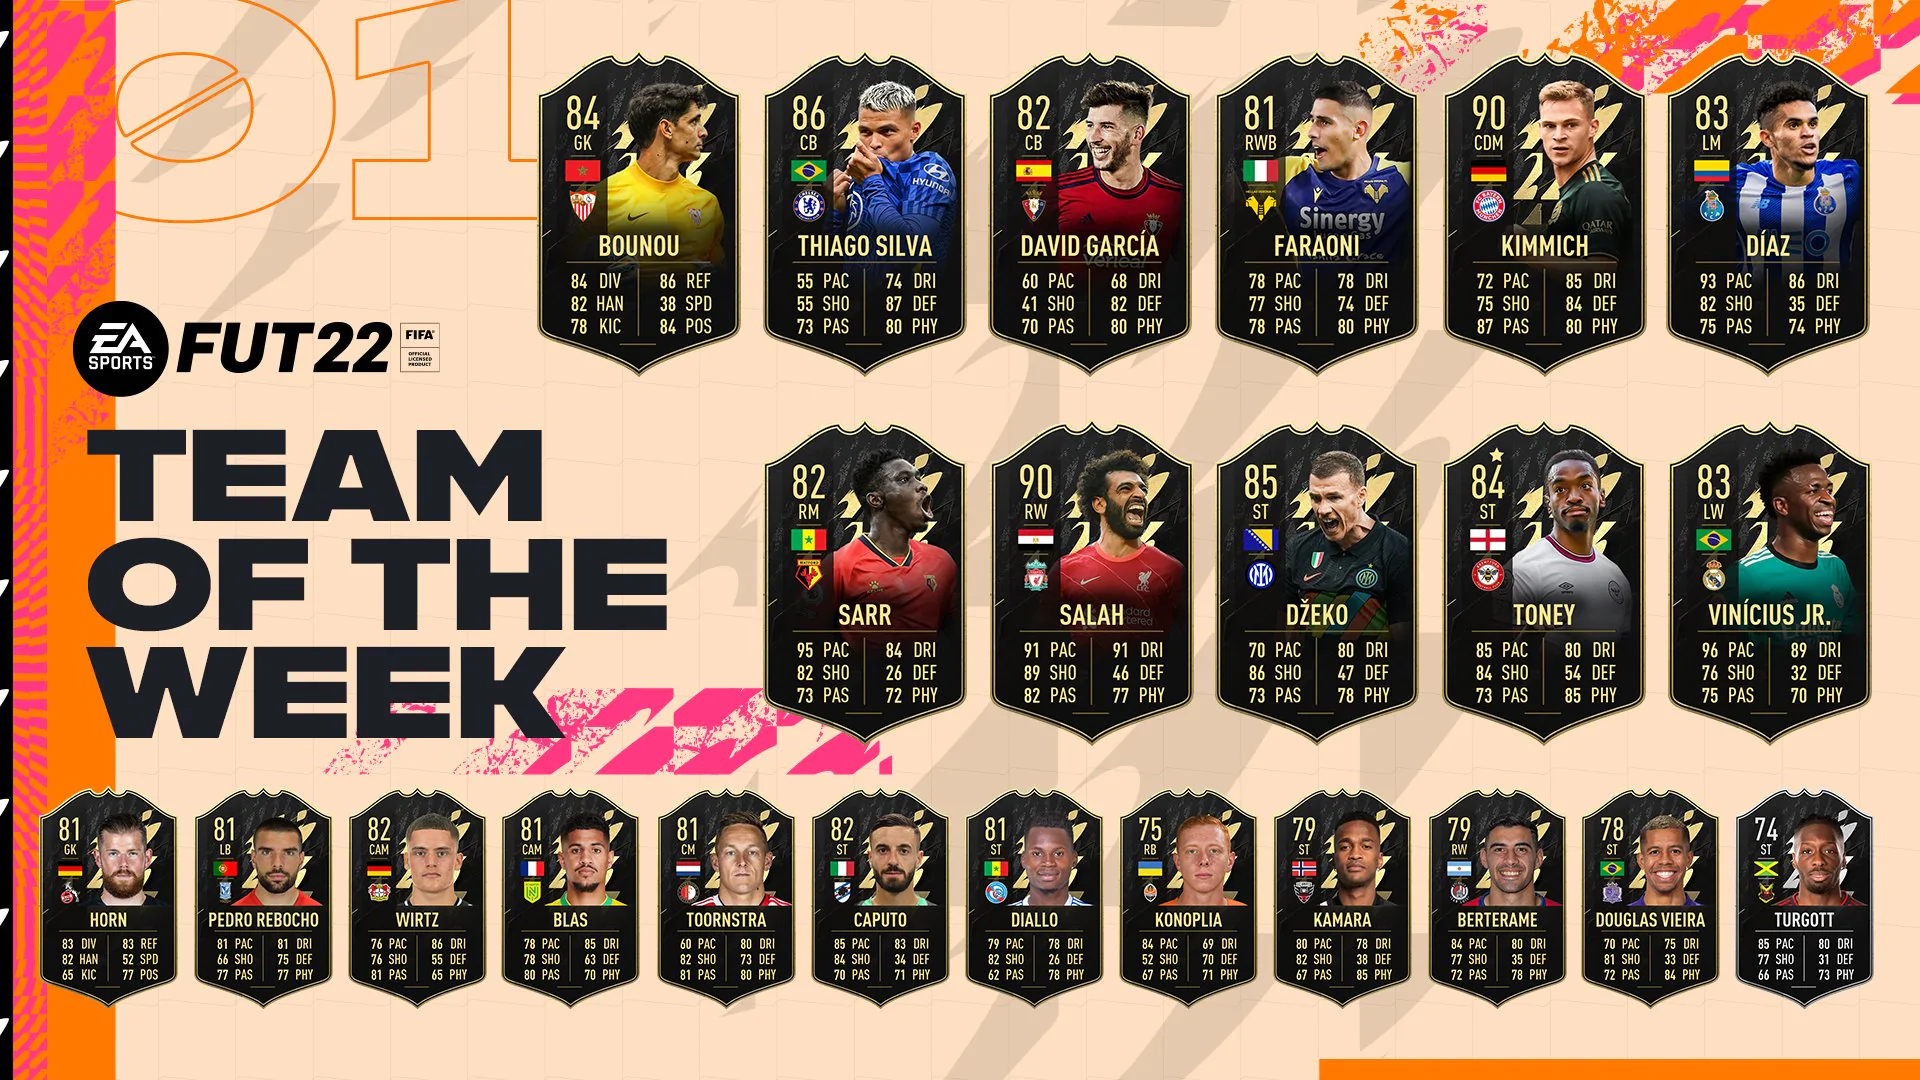 01
EA SPORTS FUT22 FIFA OFFICIAL LICENSED PRODUCT
TEAM
OF THE
WEEK
84
GK
BOUNOU
84 DIV 86 REF
82 HAN 38 SPD
78 KIC 84 POS
86
CB
HYUNDAI
THIAGO SILVA
55 PAC 74 DRI
55 SHO 87 DEF
73 PAS 80 PHY
82
CB
DAVID GARCÍA
60 PAC 68 DRI
41 SHO 82 DEF
70 PAS 80 PHY
81
RWB
Sinergy
FARAONI
78 PAC 78 DRI
77 SHO 74 DEF
78 PAS 80 PHY
90
CDM
QATAR
KIMMICH
72 PAC 85 DRI
75 SHO 84 DEF
87 PAS 80 PHY
83
LM
DÍAZ
93 PAC 86 DRI
82 SHO 35 DEF
75 PAS 74 PHY
82
RM
SARR
95 PAC 84 DRI
82 SHO 26 DEF
73 PAS 72 PHY
90
RW
SALAH
91 PAC 91 DRI
89 SHO 46 DEF
82 PAS 77 PHY
85
ST
DŽEKO
70 PAC 80 DRI
86 SHO 47 DEF
73 PAS 78 PHY
84
ST
TONEY
85 PAC 80 DRI
84 SHO 54 DEF
73 PAS 85 PHY
83
LW
VINÍCIUS JR.
96 PAC 89 DRI
76 SHO 32 DEF
75 PAS 70 PHY
81
GK
HORN
83 DIV 83 REF
82 HAN 52 SPD
65 KIC 77 POS
81
LB
PEDRO REBOCHO
81 PAC 81 DRI
66 SHO 75 DEF
77 PAS 77 PHY
82
CAM
WIRTZ
76 PAC 86 DRI
76 SHO 55 DEF
81 PAS 65 PHY
81
CAM
BLAS
78 PAC 85 DRI
78 SHO 63 DEF
80 PAS 70 PHY
81
CM
TOORNSTRA
60 PAC 80 DRI
82 SHO 73 DEF
81 PAS 80 PHY
82
ST
CAPUTO
85 PAC 83 DRI
84 SHO 34 DEF
70 PAS 71 PHY
81
ST
DIALLO
79 PAC 78 DRI
82 SHO 26 DEF
62 PAS 78 PHY
75
RB
KONOPLIA
84 PAC 69 DRI
52 SHO 70 DEF
67 PAS 71 PHY
79
ST
KAMARA
80 PAC 78 DRI
82 SHO 38 DEF
67 PAS 85 PHY
79
RW
BERTERAME
84 PAC 80 DRI
77 SHO 35 DEF
72 PAS 78 PHY
78
ST
DOUGLAS VIEIRA
70 PAC 75 DRI
81 SHO 33 DEF
72 PAS 84 PHY
74
ST
TURGOTT
85 PAC 80 DRI
77 SHO 31 DEF
66 PAS 73 PHY